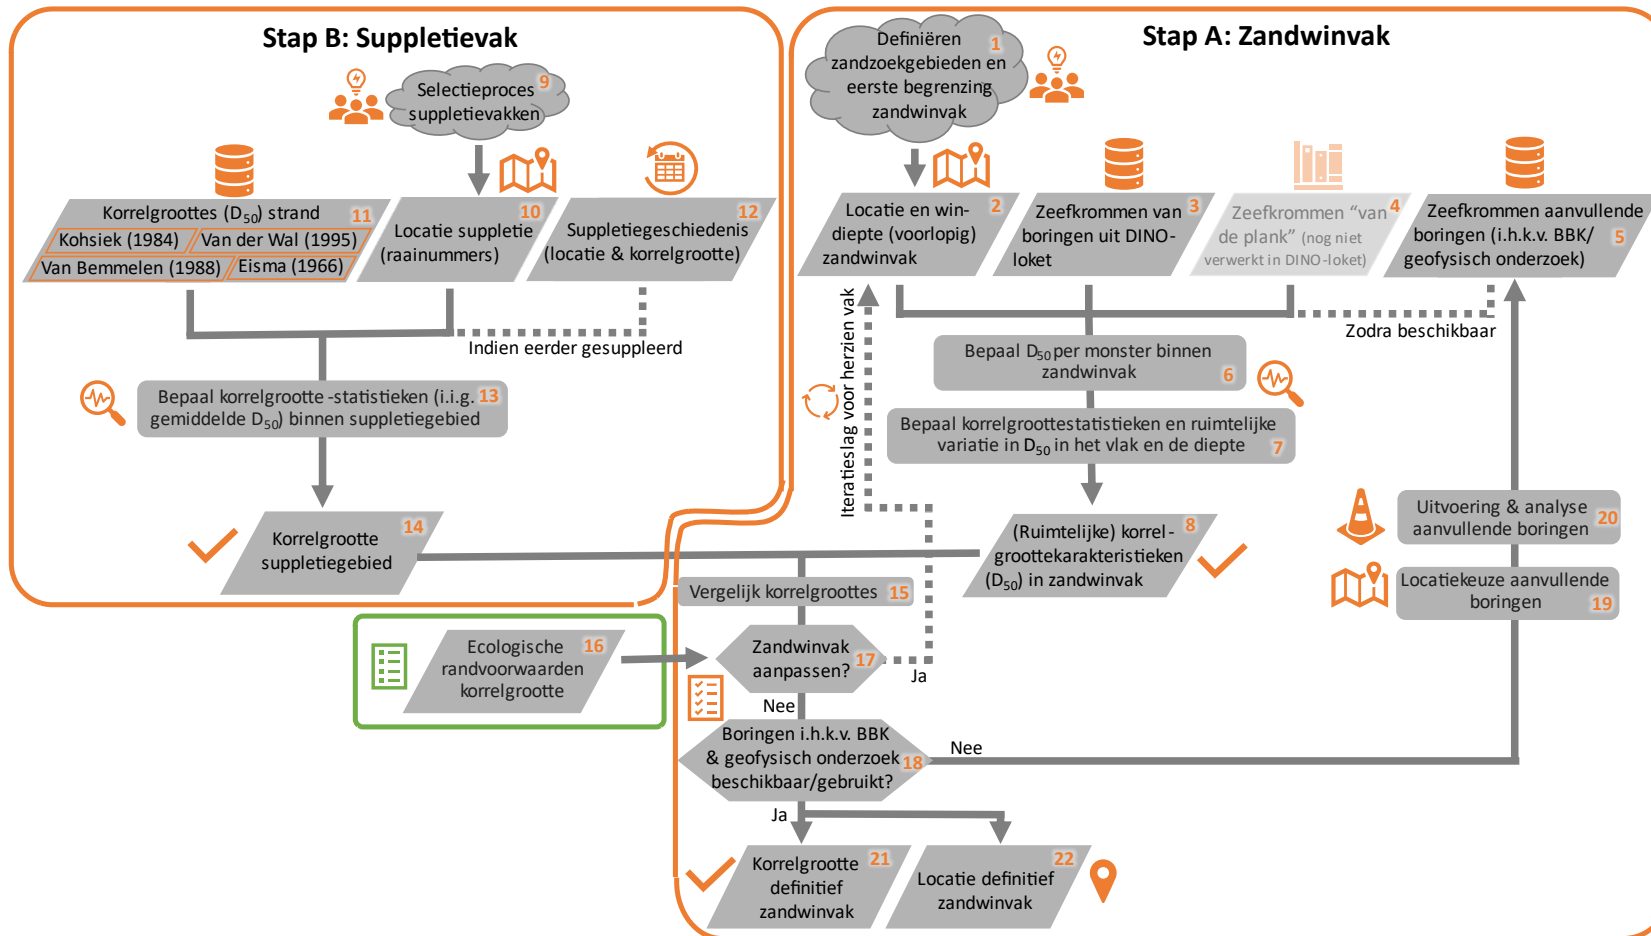 Stap B: Suppletievak
Selectieproces
suppletievakken
9
Korrelgroottes (D50) strand
11
Kohsiek (1984)
Van der Wal (1995)
Van Bemmelen (1988)
Eisma (1966)
10
Locatie suppletie
(raainummers)
12
Suppletiegeschiedenis
(locatie & korrelgrootte)
Indien eerder gesuppleerd
Bepaal korrelgrootte -statistieken (i.i.g.
gemiddelde D50) binnen suppletiegebied
13
14
Korrelgrootte
suppletiegebied
Stap A: Zandwinvak
Definiëren
zandzoekgebieden en
eerste begrenzing
zandwinvak
1
Locatie en win-
diepte (voorlopig)
zandwinvak
2
Zeefkrommen van
boringen uit DINO-
loket
3
Zeefkrommen “van
de plank” (nog niet
verwerkt in DINO-loket)
4
Zeefkrommen aanvullende
boringen (i.h.k.v. BBK/
geofysisch onderzoek)
5
Zodra beschikbaar
Iteratieslag voor herzien vak
Bepaal D50 per monster binnen
zandwinvak
6
Bepaal korrelgroottestatistieken en ruimtelijke
variatie in D50 in het vlak en de diepte
7
(Ruimtelijke) korrel-
groottekarakteristieken
(D50) in zandwinvak
8
Uitvoering & analyse
aanvullende boringen
20
Locatiekeuze aanvullende
boringen
19
Vergelijk korrelgroottes
15
Ecologische
randvoorwaarden
korrelgrootte
16
Zandwinvak
aanpassen?
17
Ja
Nee
Boringen i.h.k.v. BBK
& geofysisch onderzoek
beschikbaar/gebruikt?
18
Nee
Ja
Korrelgrootte
definitief
zandwinvak
21
22
Locatie definitief
zandwinvak